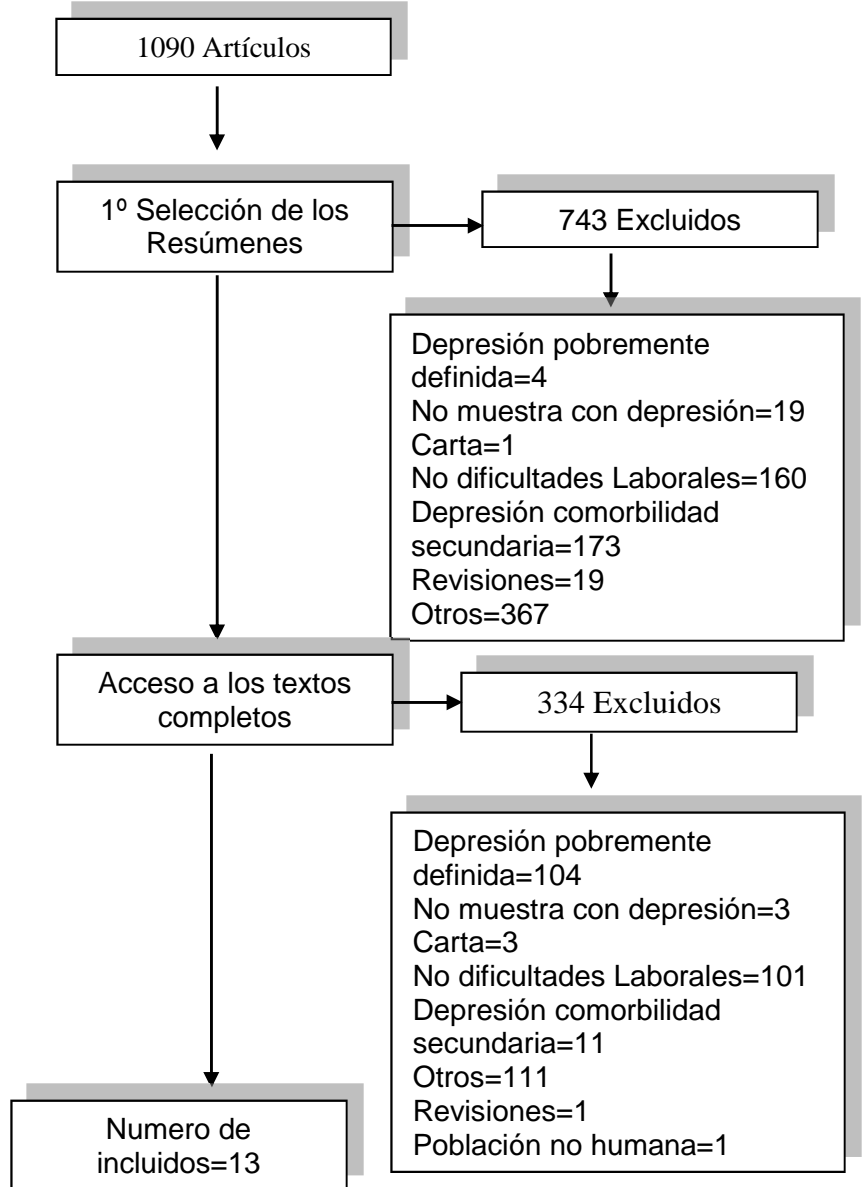 1090 Artículos
1º Selección de los
Resúmenes
743 Excluidos
Depresión pobremente
definida=4
No muestra con depresión=19
Carta=1
No dificultades Laborales=160
Depresión comorbilidad
secundaria=173
Revisiones=19
Otros=367
Acceso a los textos
completos
334 Excluidos
Depresión pobremente
definida=104
No muestra con depresión=3
Carta=3
No dificultades Laborales=101
Depresión comorbilidad
secundaria=11
Otros=111
Revisiones=1
Población no humana=1
Numero de
incluidos=13